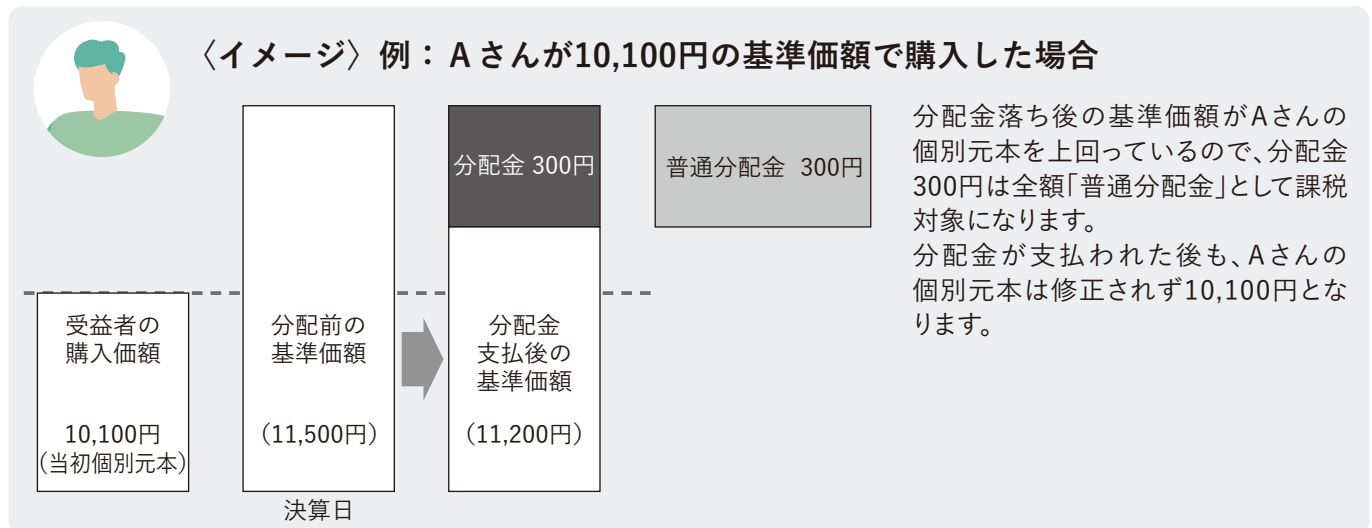 〈イメージ〉例：Aさんが10,100円の基準価額で購入した場合
分配金 300円
普通分配金 300円
分配金落ち後の基準価額がAさんの
個別元本を上回っているので、分配金
300円は全額「普通分配金」として課税
対象になります。
分配金が支払われた後も、Aさんの
個別元本は修正されず10,100円とな
ります。
受益者の
購入価額
10,100円
(当初個別元本)
分配前の
基準価額
(11,500円)
決算日
分配金
支払後の
基準価額
(11,200円)